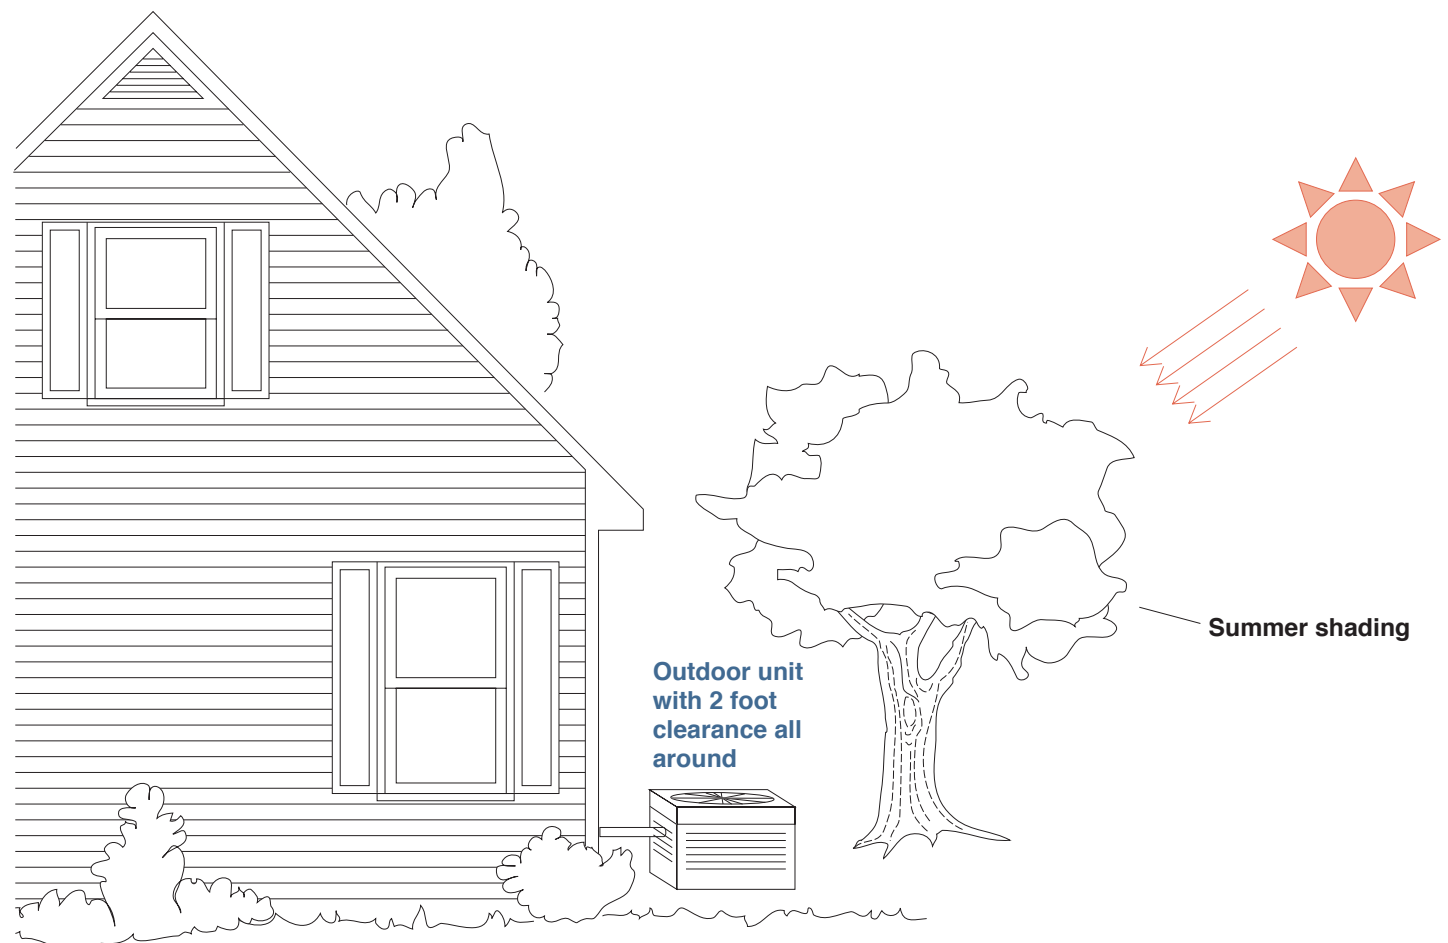 Summer shading
Outdoor unit
with 2 foot
clearance all
around